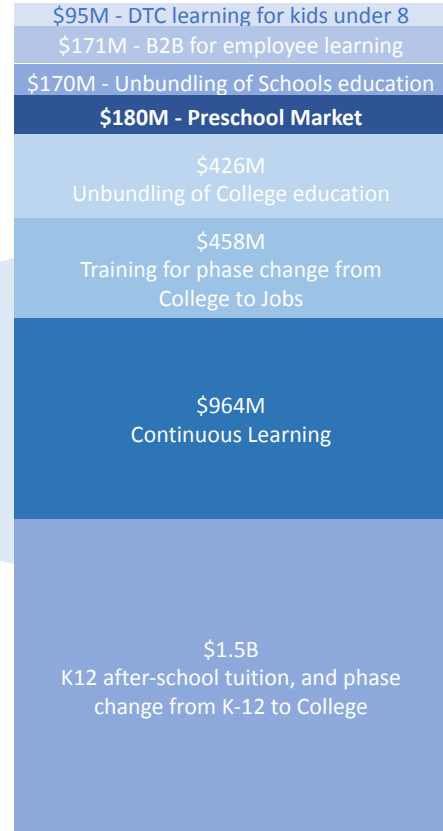 $95M - DTC learning for kids under 8
$171M - B2B for employee learning
$170M - Unbundling of Schools education
$180M - Preschool Market
$426M
Unbundling of College education
$458M
Training for phase change from
College to Jobs
$964M
Continuous Learning
$1.5B
K12 after-school tuition, and phase
change from K-12 to College